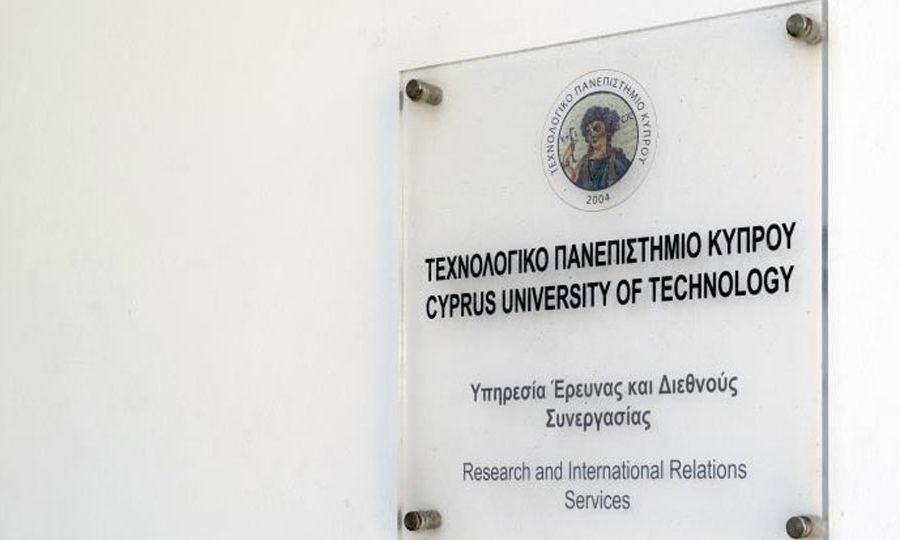 ΤΕΧΝΟΛΟΓΙΚΟ ΠΑΝΕΠΙΣΤΗΜΙΟ ΚΥΠΡΟΥ
2004
ΤΕΧΝΟΛΟΓΙΚΟ ΠΑΝΕΠΙΣΤΗΜΙΟ ΚΥΠΡΟΥ
CYPRUS UNIVERSITY OF TECHNOLOGY
Υπηρεσία Έρευνας και Διεθνούς
Συνεργασίας
Research and International Relations
Services